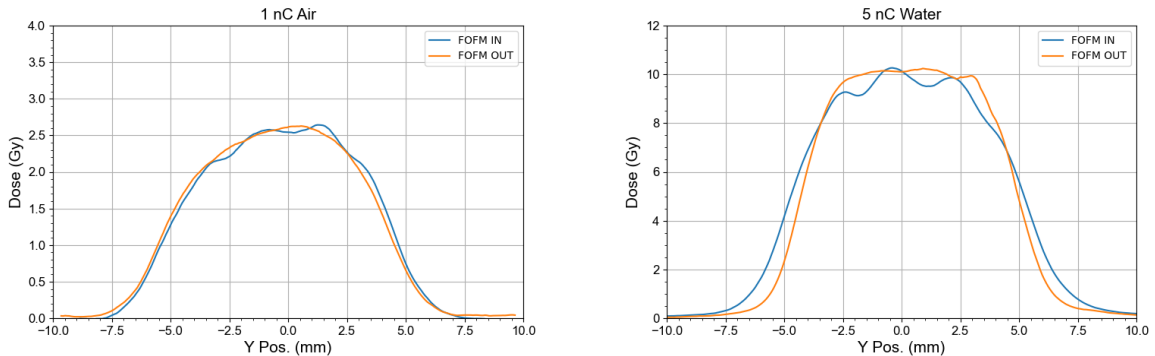 1 nC Air
4.0
3.5
3.0
2.5
2.0
1.5
1.0
0.5
0.0
Dose (Gy)
FOFM IN
FOFM OUT
−10.0 −7.5 −5.0 −2.5 0.0 2.5 5.0 7.5 10.0
Y Pos. (mm)
5 nC Water
12
10
8
6
4
2
0
Dose (Gy)
FOFM IN
FOFM OUT
−10.0 −7.5 −5.0 −2.5 0.0 2.5 5.0 7.5 10.0
Y Pos. (mm)